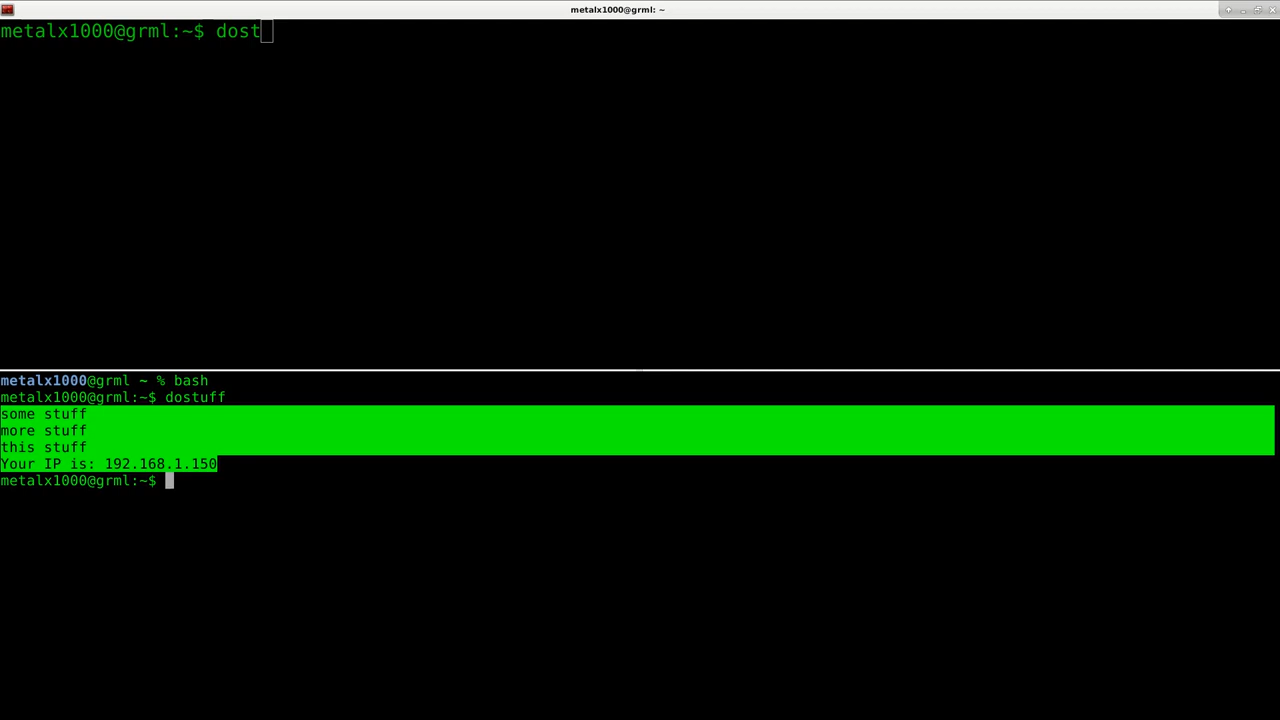 metalx1000@grml: ~
metalx1000@grml:~$ dost
metalx1000@grml ~ % bash
metalx1000@grml:~$ dostuff
some stuff
more stuff
this stuff
Your IP is: 192.168.1.150
metalx1000@grml:~$